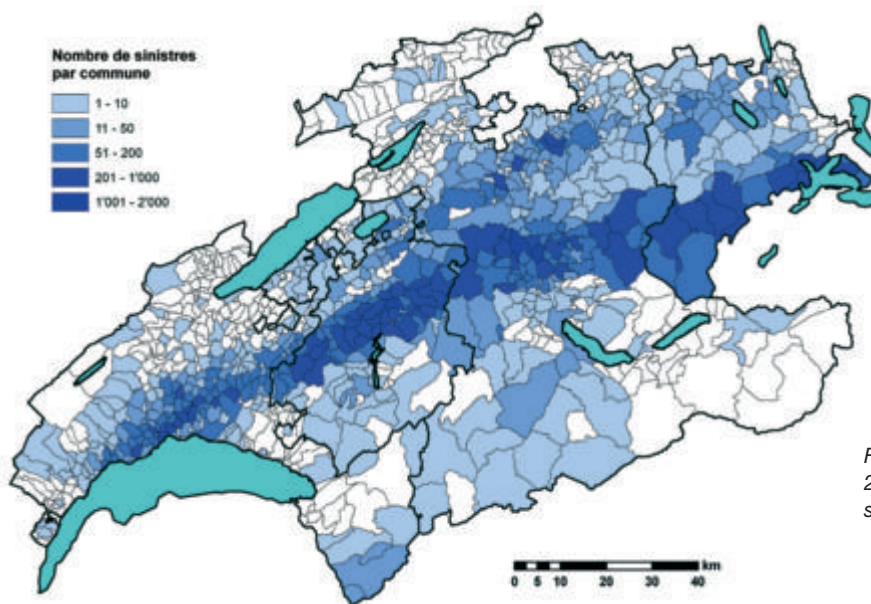 Nombre de sinistres
par commune
1 - 10
11 - 50
51 - 200
201 - 1'000
1'001 - 2'000
km
0 5 10 20 30 40
F
2
s